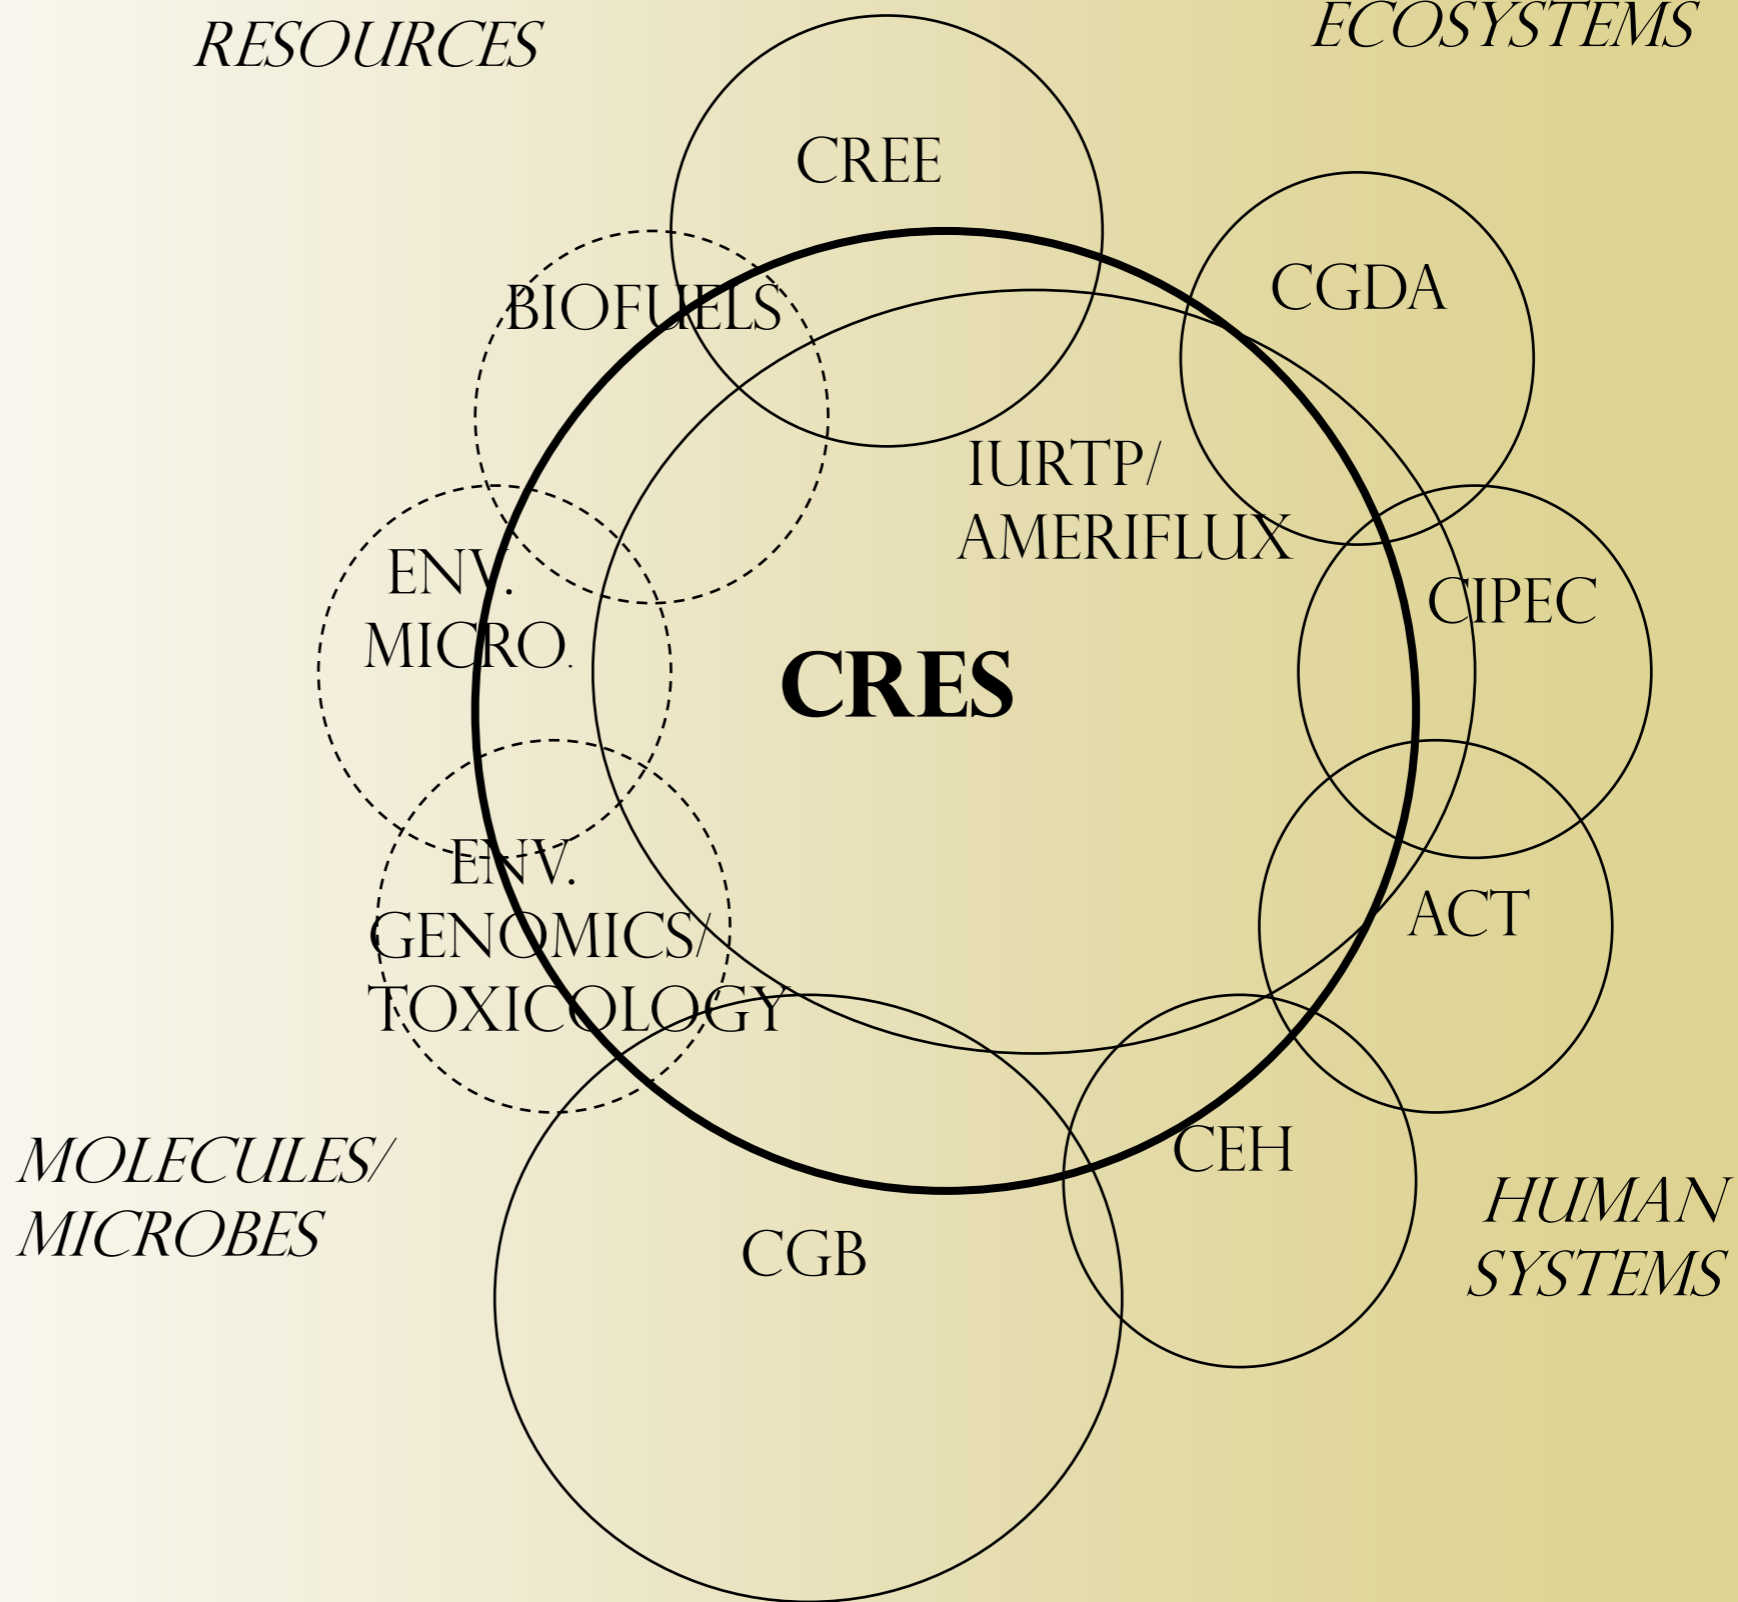 RESOURCES
ECOSYSTEMS
CREE
CGDA
BIOFUELS
IURTP/
AMERIFLUX
ENV.
MICRO.
CIPEC
CRES
ENV.
GENOMICS/
TOXICOLOGY
ACT
CEH
CGB
MOLECULES/
MICROBES
HUMAN
SYSTEMS